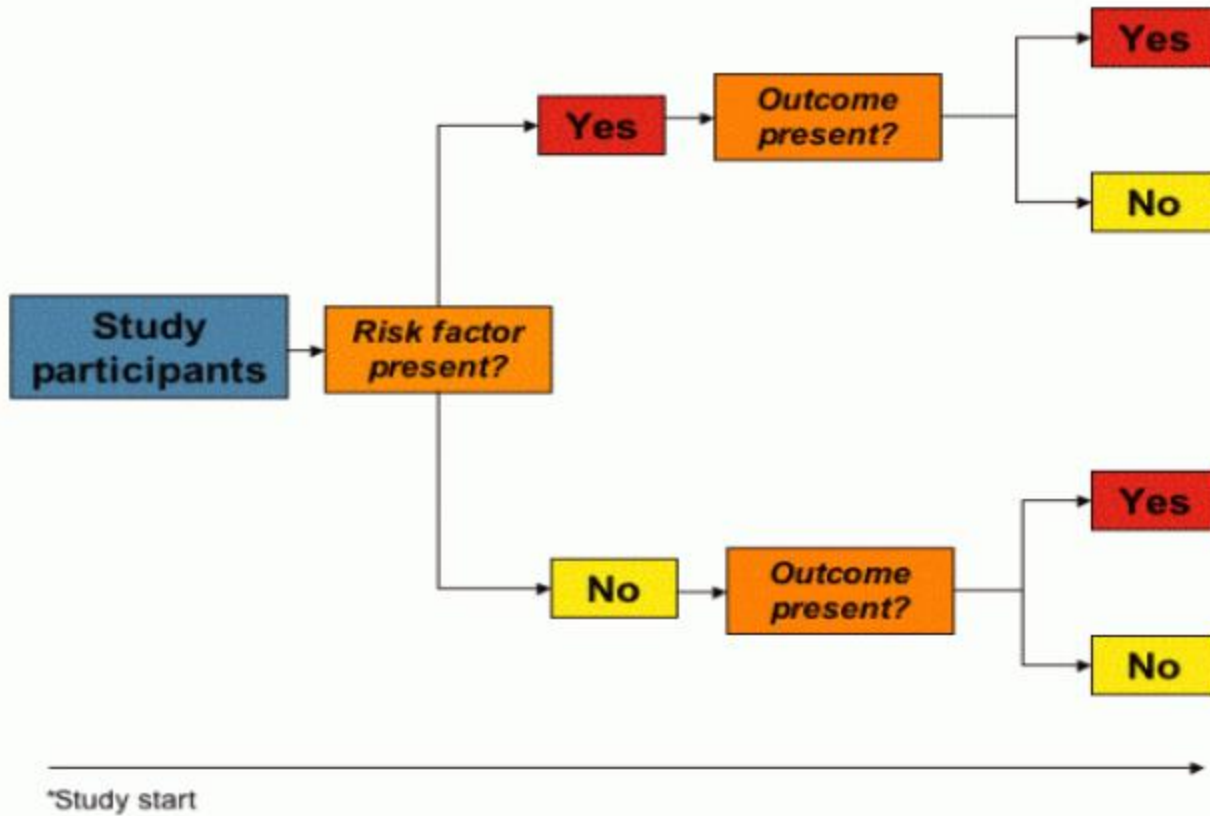 Yes
Outcome
present?
Yes
No
Study
participants
Risk factor
present?
Yes
No
Outcome
present?
No
*Study start